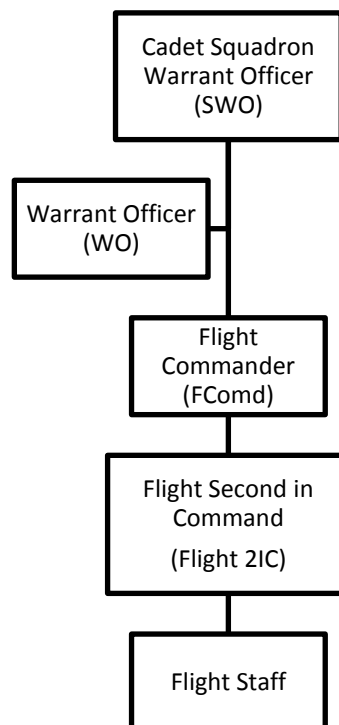 Cadet Squadron
Warrant Officer
(SWO)
Warrant Officer
(WO)
Flight
Commander
(FComd)
Flight Second in
Command
(Flight 2IC)
Flight Staff